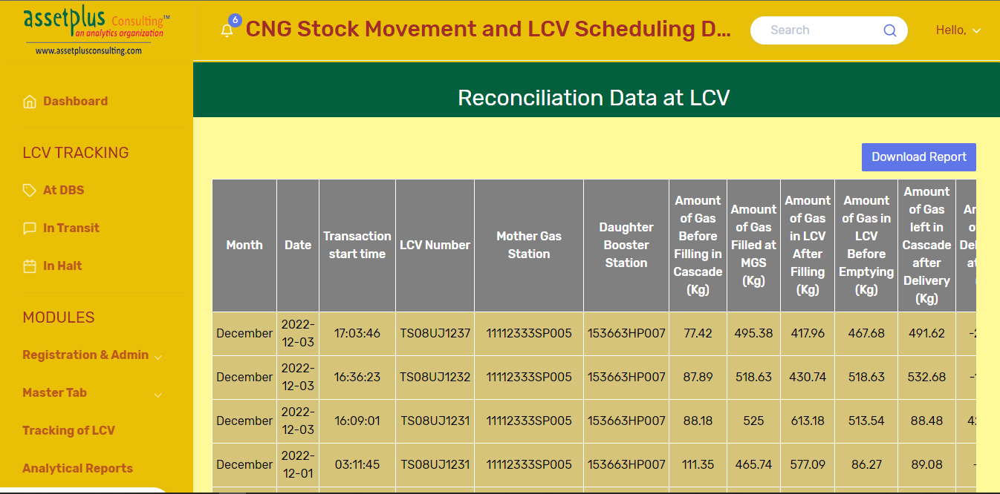 assetplus Consulting™
an analytics organization
www.assetplusconsulting.com
6
CNG Stock Movement and LCV Scheduling D...
Search
Hello,
Dashboard
LCV TRACKING
At DBS
In Transit
In Halt
MODULES
Registration & Admin
Master Tab
Tracking of LCV
Analytical Reports
Reconciliation Data at LCV
Download Report
Month
Date
Transaction
start time
LCV Number
Mother Gas
Station
Daughter
Booster
Station
Amount
of Gas
Before
Filling in
Cascade
(Kg)
Amount
of Gas
Filled at
MGS
(Kg)
Amount
of Gas
in LCV
After
Filling
(Kg)
Amount
of Gas in
LCV
Before
Emptying
(Kg)
Amount
of Gas
left in
Cascade
after
Delivery
(Kg)
December 2022-12-03 17:03:46 TS08UJ1237 11112333SP005 153663HP007 77.42 495.38 417.96 467.68 491.62
December 2022-12-03 16:36:23 TS08UJ1232 11112333SP005 153663HP007 87.89 518.63 430.74 518.63 532.68
December 2022-12-03 16:09:01 TS08UJ1231 11112333SP005 153663HP007 88.18 525 613.18 513.54 88.48
December 2022-12-01 03:11:45 TS08UJ1231 11112333SP005 153663HP007 111.35 465.74 577.09 86.27 89.08